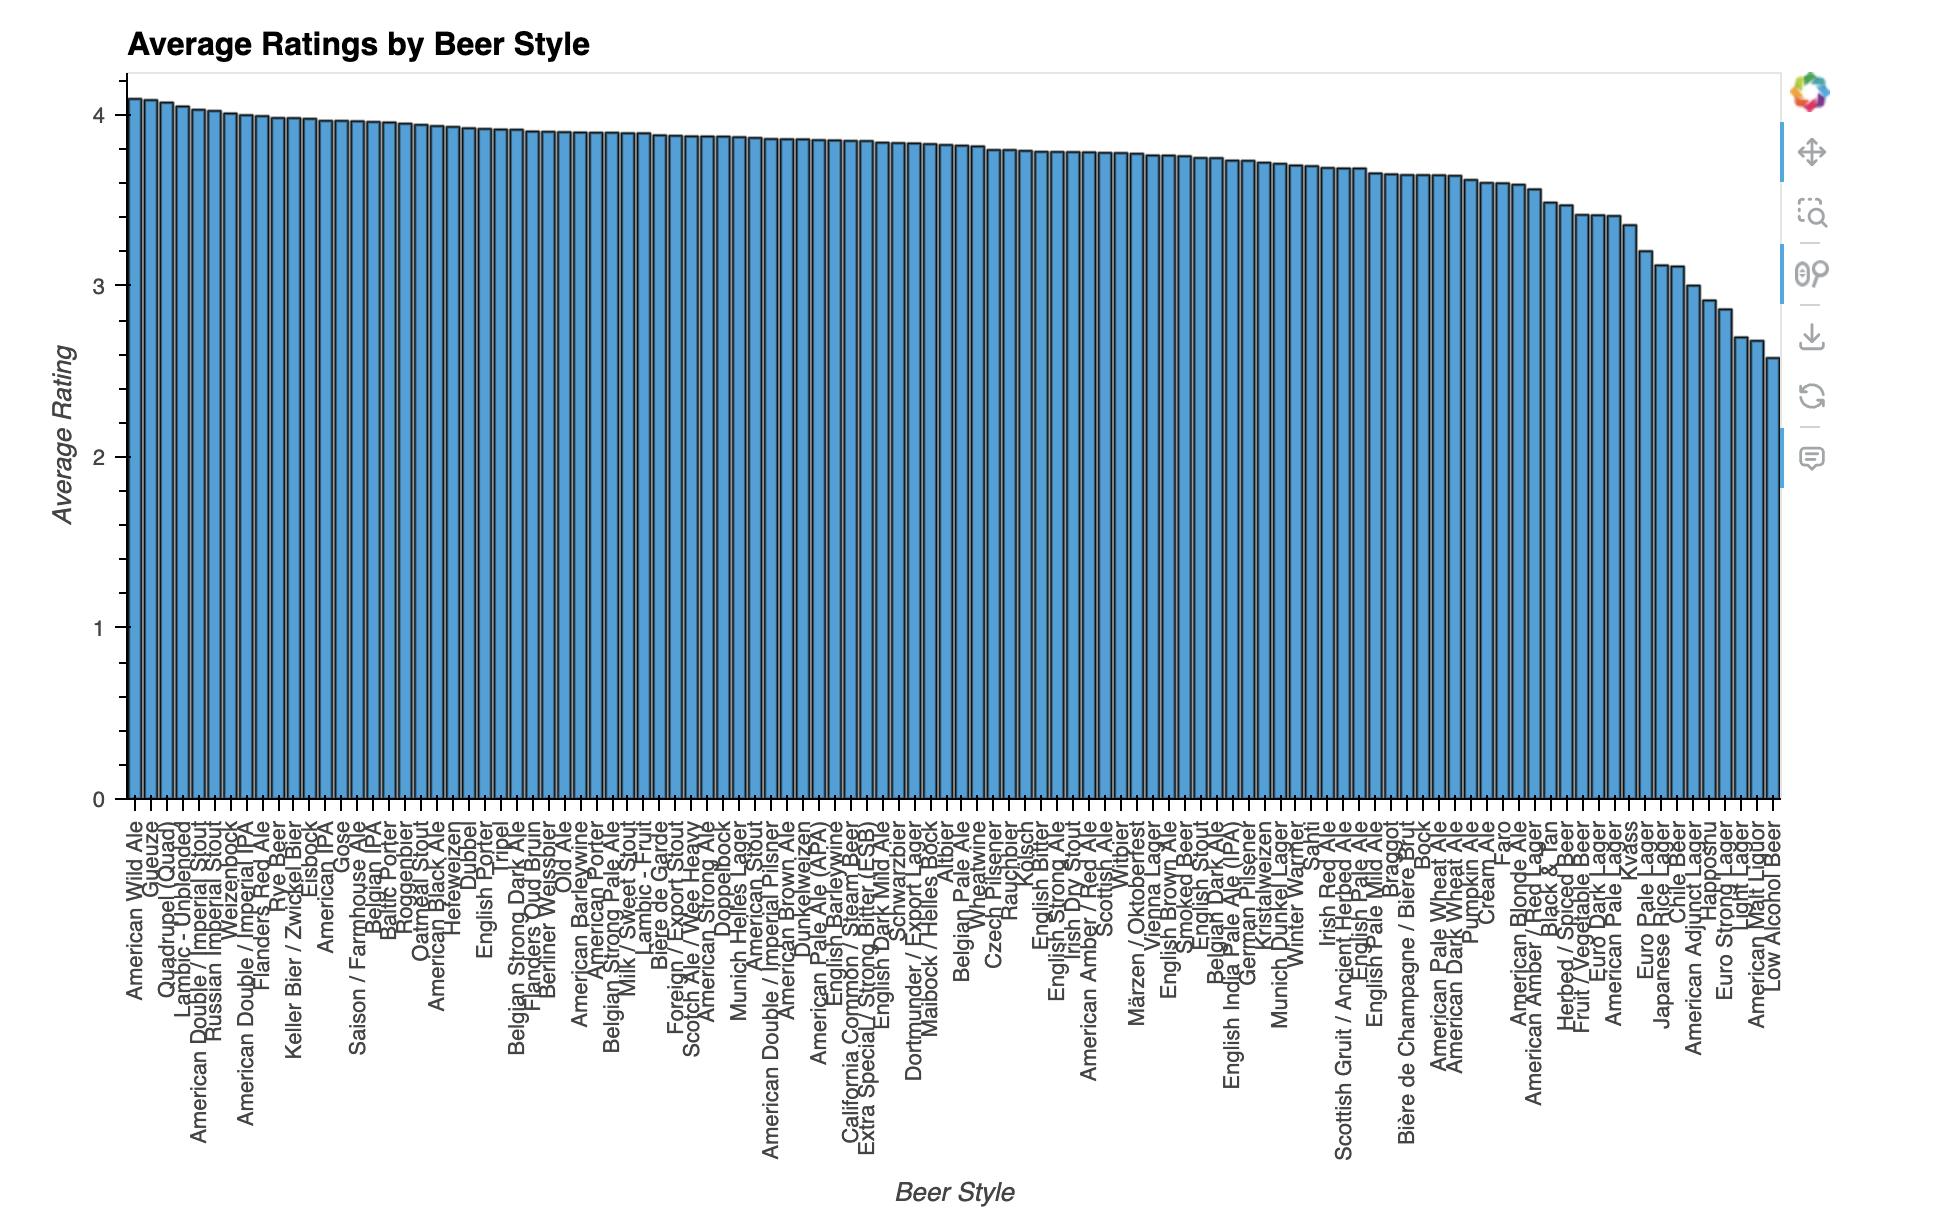 Average Ratings by Beer Style
Average Rating
4
3
2
1
0
American Wild Ale
Gueuze
Quadrupel (Quad)
Lambic - Unblended
American Double / Imperial Stout
Russian Imperial Stout
Weizenbock
American Double / Imperial IPA
Flanders Red Ale
Rye Beer
Keller Bier / Zwickel Bier
Eisbock
American IPA
Gose
Saison / Farmhouse Ale
Belgian IPA
Baltic Porter
Roggenbier
Oatmeal Stout
American Black Ale
Hefeweizen
Dubbel
English Porter
Tripel
Belgian Strong Dark Ale
Flanders Oud Bruin
Berliner Weissbier
Old Ale
American Barleywine
American Porter
Belgian Strong Pale Ale
Milk / Sweet Stout
Lambic - Fruit
Bière de Garde
Foreign / Export Stout
Scotch Ale / Wee Heavy
American Strong Ale
Doppelbock
Munich Helles Lager
American Stout
American Double / Imperial Pilsner
American Brown Ale
Dunkelweizen
American Pale Ale (APA)
English Barleywine
California Common / Steam Beer
Extra Special / Strong Bitter (ESB)
English Dark Mild Ale
Schwarzbier
Dortmunder / Export Lager
Maibock / Helles Bock
Altbier
Belgian Pale Ale
Wheatwine
Czech Pilsener
Rauchbier
Kölsch
English Bitter
English Strong Ale
Irish Dry Stout
American Amber / Red Ale
Scottish Ale
Witbier
Märzen / Oktoberfest
Vienna Lager
English Brown Ale
Smoked Beer
English Stout
Belgian Dark Ale
English India Pale Ale (IPA)
German Pilsener
Kristalweizen
Munich Dunkel Lager
Winter Warmer
Sahti
Irish Red Ale
Scottish Gruit / Ancient Herbed Ale
English Pale Ale
English Pale Mild Ale
Braggot
Bière de Champagne / Bière Brut
Bock
American Pale Wheat Ale
American Dark Wheat Ale
Pumpkin Ale
Cream Ale
Faro
American Blonde Ale
American Amber / Red Lager
Black & Tan
Herbed / Spiced Beer
Fruit / Vegetable Beer
Euro Dark Lager
American Pale Lager
Kvass
Euro Pale Lager
Japanese Rice Lager
Chile Beer
American Adjunct Lager
Happoshu
Euro Strong Lager
Light Lager
American Malt Liquor
Low Alcohol Beer
Beer Style